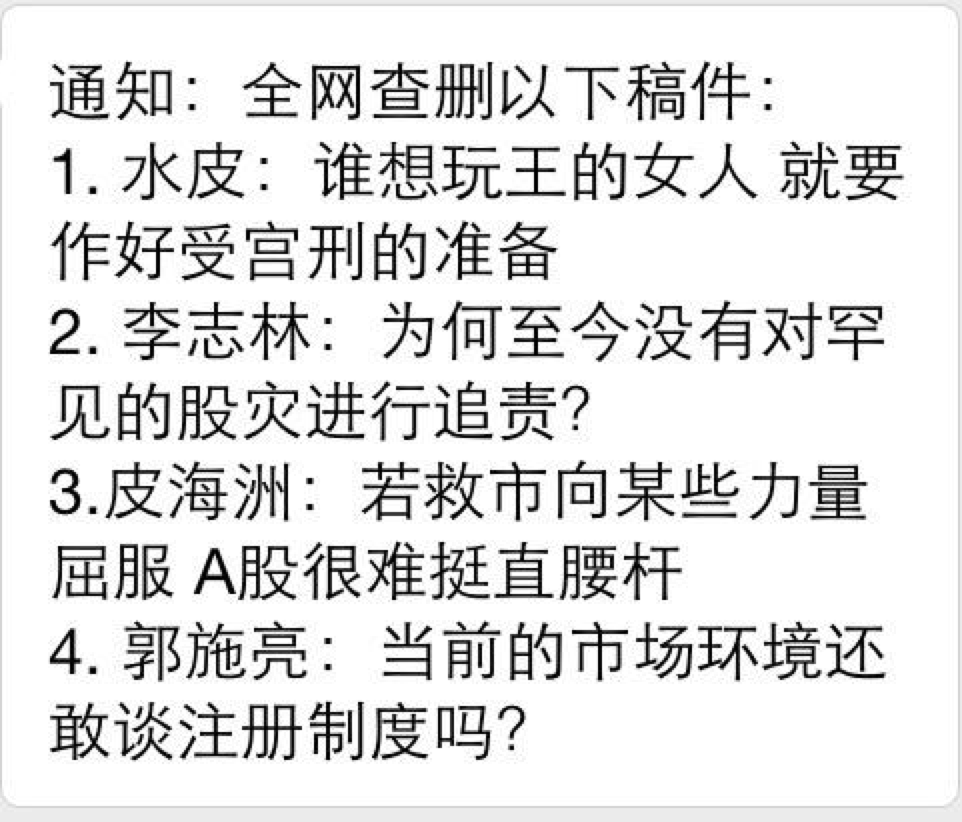 通知：全网查删以下稿件：
1. 水皮：谁想玩王的女人 就要
作好受宫刑的准备
2. 李志林：为何至今没有对罕
见的股灾进行追责？
3.皮海洲：若救市向某些力量
屈服 A股很难挺直腰杆
4. 郭施亮：当前的市场环境还
敢谈注册制度吗？